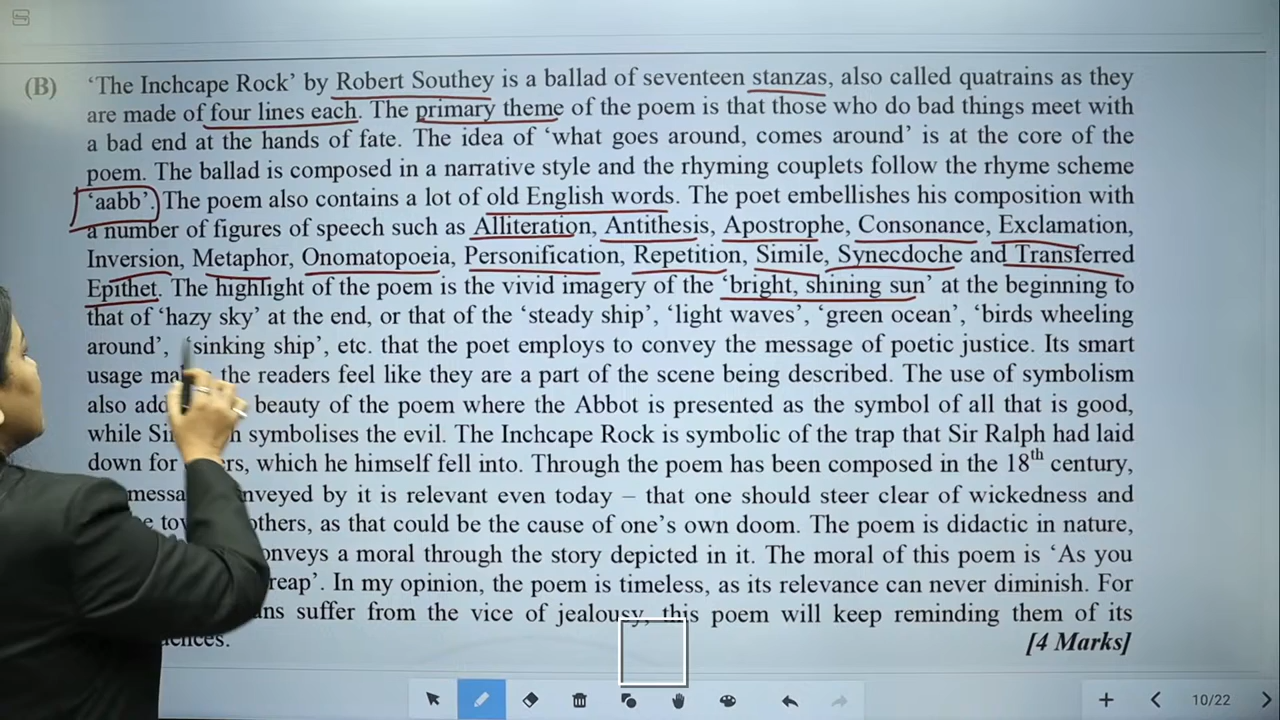 (B) ‘The Inchcape Rock’ by Robert Southey is a ballad of seventeen stanzas, also called quatrains as they
are made of four lines each. The primary theme of the poem is that those who do bad things meet with
a bad end at the hands of fate. The idea of ‘what goes around, comes around’ is at the core of the
poem. The ballad is composed in a narrative style and the rhyming couplets follow the rhyme scheme
‘aabb’. The poem also contains a lot of old English words. The poet embellishes his composition with
a number of figures of speech such as Alliteration, Antithesis, Apostrophe, Consonance, Exclamation,
Inversion, Metaphor, Onomatopoeia, Personification, Repetition, Simile, Synecdoche and Transferred
Epithet. The highlight of the poem is the vivid imagery of the ‘bright, shining sun’ at the beginning to
that of ‘hazy sky’ at the end, or that of the ‘steady ship’, ‘light waves’, ‘green ocean’, ‘birds wheeling
around’, ‘sinking ship’, etc. that the poet employs to convey the message of poetic justice. Its smart
usage the readers feel like they are a part of the scene being described. The use of symbolism
also beauty of the poem where the Abbot is presented as the symbol of all that is good,
while symbolises the evil. The Inchcape Rock is symbolic of the trap that Sir Ralph had laid
down for which he himself fell into. Through the poem has been composed in the 18th century,
by it is relevant even today – that one should steer clear of wickedness and
others, as that could be the cause of one’s own doom. The poem is didactic in nature,
a moral through the story depicted in it. The moral of this poem is ‘As you
reap’. In my opinion, the poem is timeless, as its relevance can never diminish. For
suffer from the vice of jealousy, this poem will keep reminding them of its
[4 Marks]
10/22